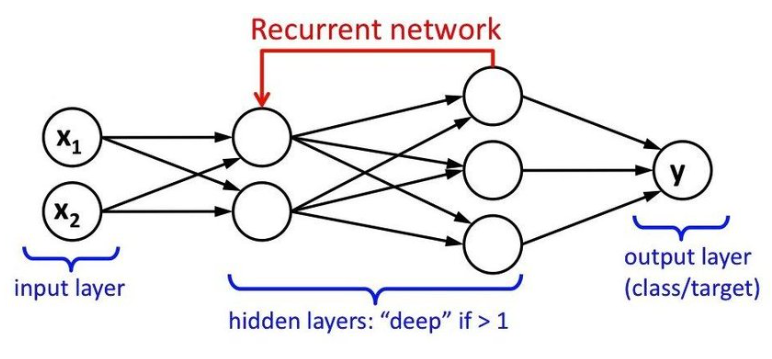 Recurrent network
x1
x2
y
input layer
hidden layers: “deep” if > 1
output layer
(class/target)